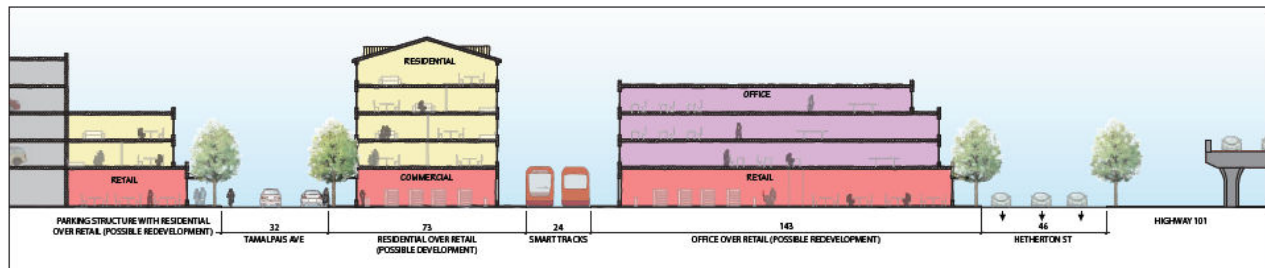 RESIDENTIAL
OFFICE
RETAIL
COMMERCIAL
RETAIL
PARKING STRUCTURE WITH RESIDENTIAL
OVER RETAIL (POSSIBLE REDEVELOPMENT)
32
TAMALPAIS AVE
73
RESIDENTIAL OVER RETAIL
(POSSIBLE DEVELOPMENT)
24
SMART TRACKS
143
OFFICE OVER RETAIL (POSSIBLE REDEVELOPMENT)
46
HETHERTON ST
HIGHWAY 101